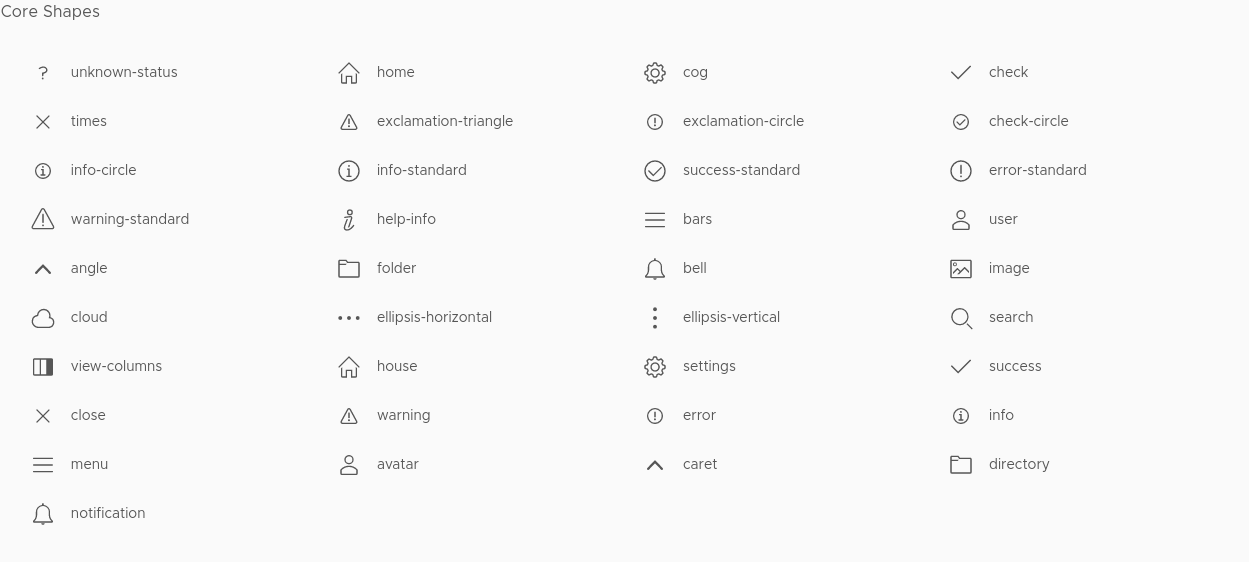 Core Shapes
unknown-status home cog check
times exclamation-triangle exclamation-circle check-circle
info-circle info-standard success-standard error-standard
warning-standard help-info bars user
angle folder bell image
cloud ellipsis-horizontal ellipsis-vertical search
view-columns house settings success
close warning error info
menu avatar caret directory
notification